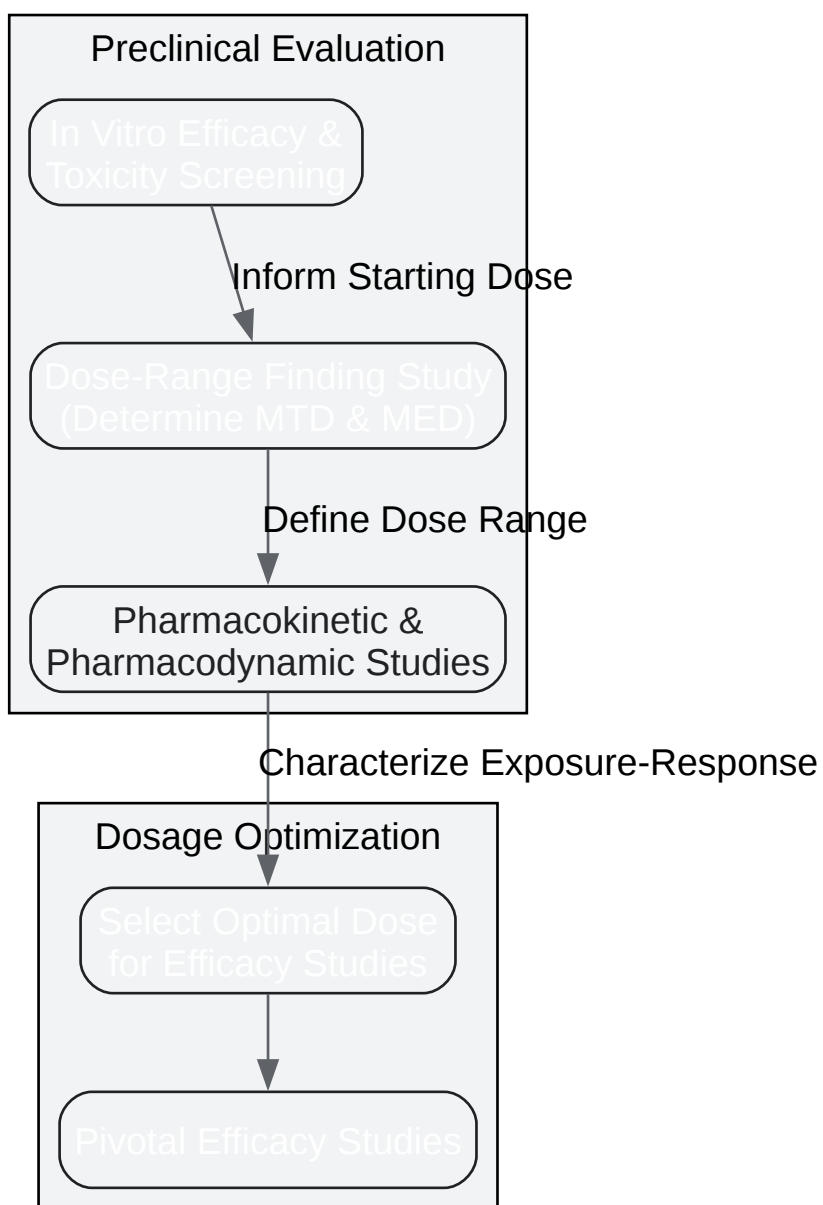 Preclinical Evaluation
In Vitro Efficacy &
Toxicity Screening
Inform Starting Dose
Dose-Range Finding Study
(Determine MTD & MED)
Define Dose Range
Pharmacokinetic &
Pharmacodynamic Studies
Characterize Exposure-Response
Dosage Optimization
Select Optimal Dose
for Efficacy Studies
Pivotal Efficacy Studies